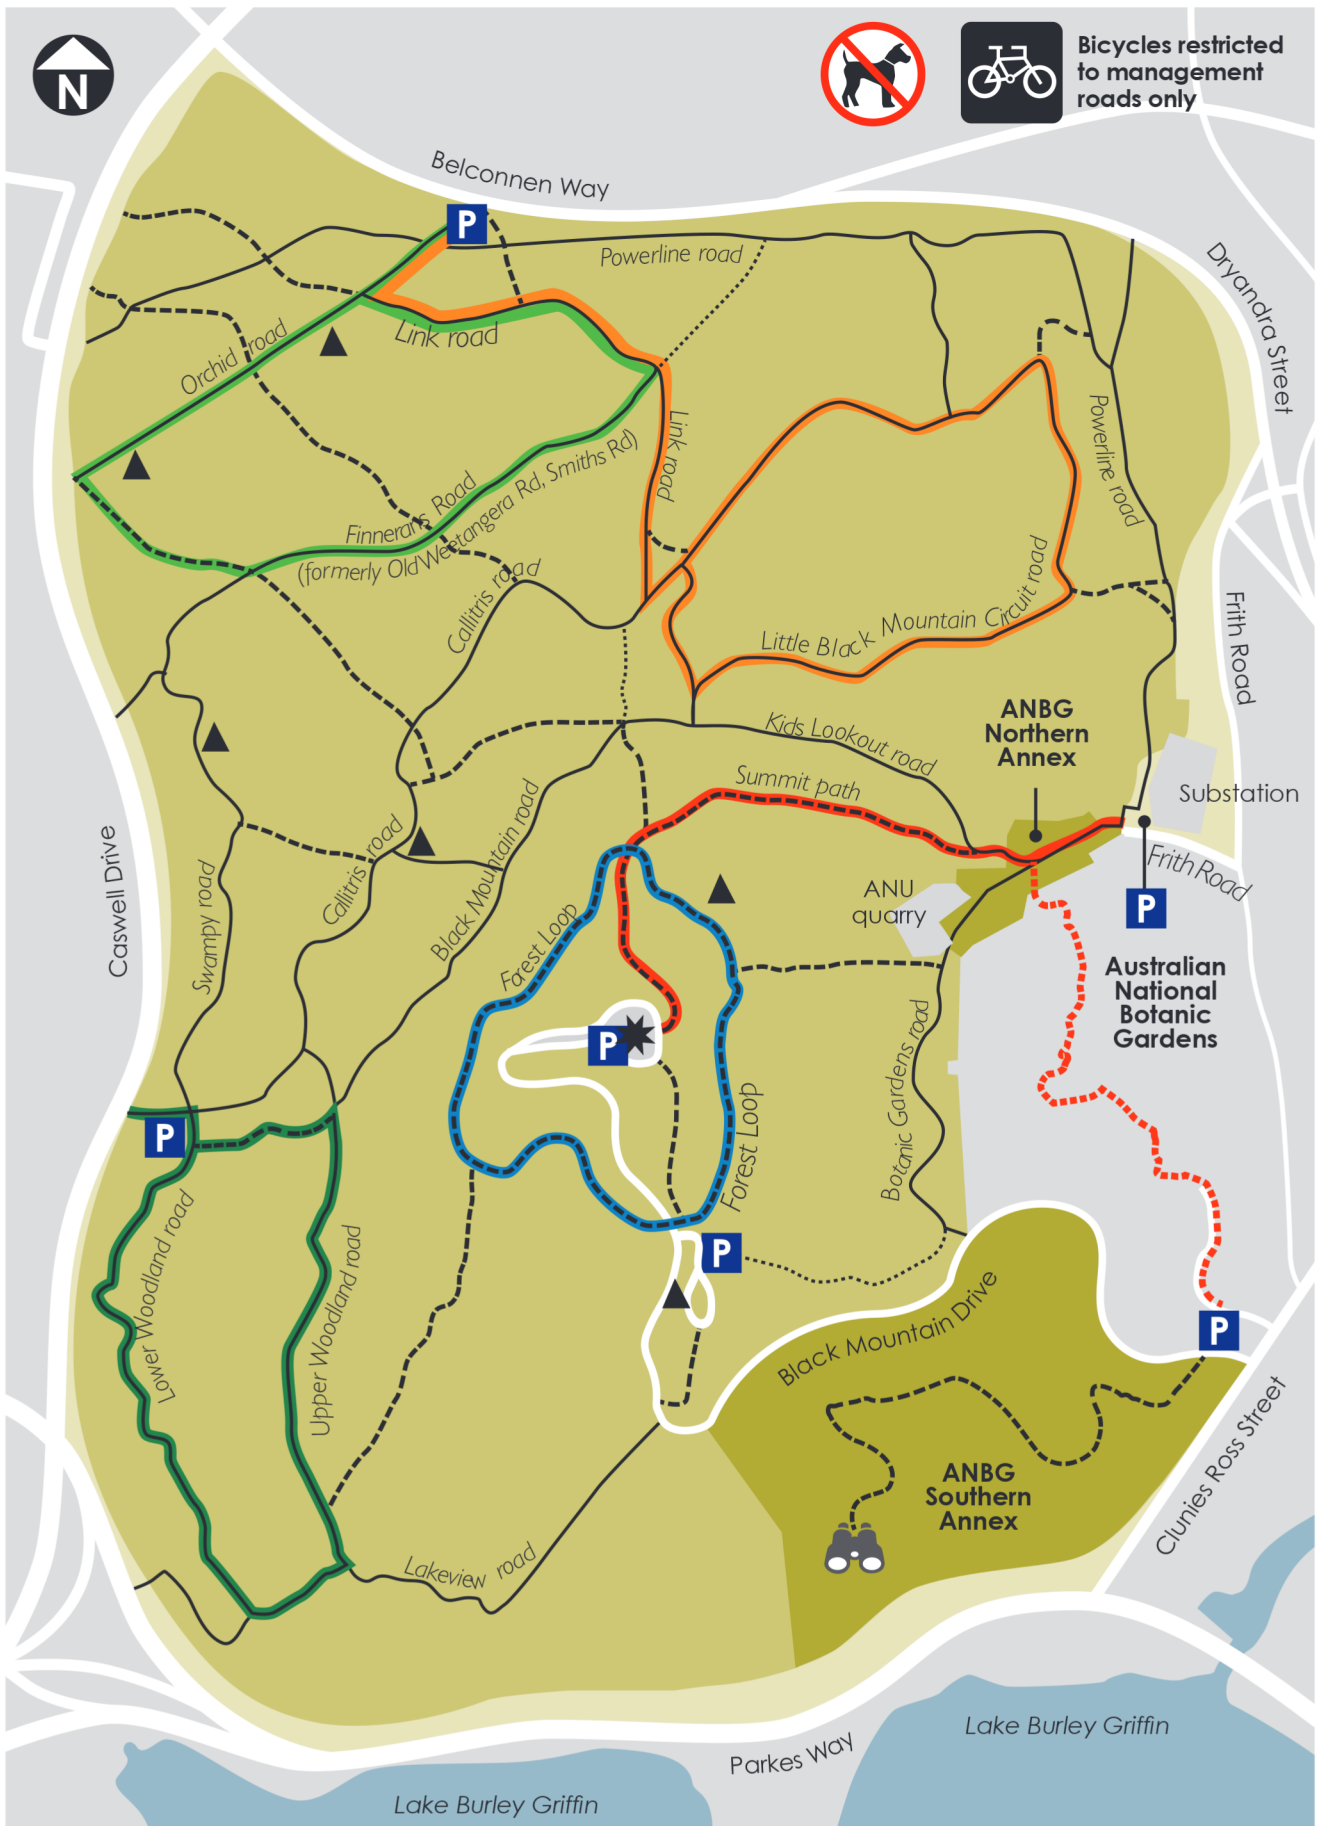 N
Bicycles restricted
to management
roads only
Belconnen Way
P
Powerline road
Dryandra Street
Link road
Orchid road
Link road
Powerline road
Finnerans Road
(formerly Old Weetangera Rd, Smiths Rd)
Callitris road
Little Black Mountain Circuit road
Frith Road
ANBG
Northern
Annex
Kids Lookout road
Summit path
Substation
Frith Road
P
Caswell Drive
Swampy road
Callitris road
Black Mountain road
Forest Loop
ANU
quarry
Australian
National
Botanic
Gardens
P
Botanic Gardens road
Forest Loop
P
Lower Woodland road
Upper Woodland road
P
Black Mountain Drive
P
ANBG
Southern
Annex
Clunies Ross Street
Lakeview road
Lake Burley Griffin
Parkes Way
Lake Burley Griffin